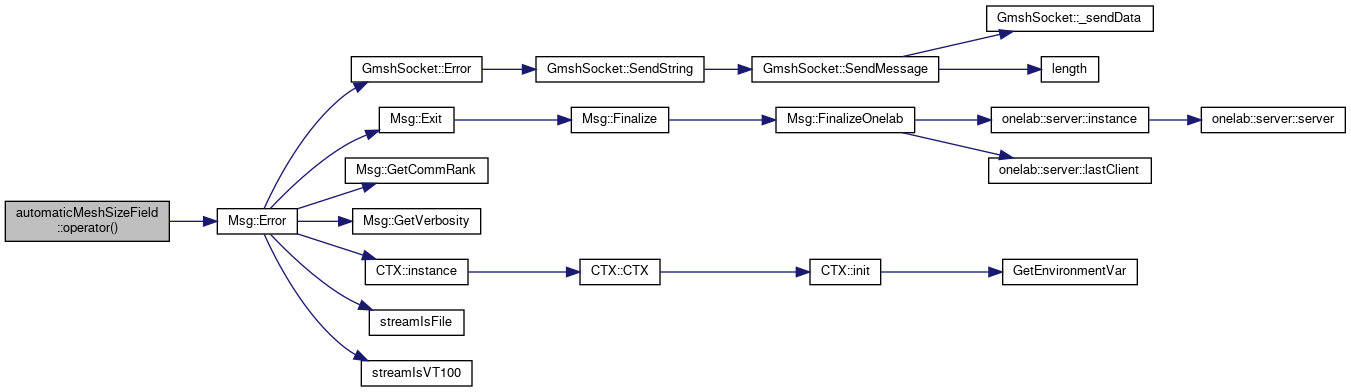 automaticMeshSizeField
::operator()
Msg::Error
GmshSocket::Error
GmshSocket::SendString
GmshSocket::SendMessage
GmshSocket::_sendData
length
Msg::Exit
Msg::Finalize
Msg::FinalizeOnelab
onelab::server::instance
onelab::server::server
onelab::server::lastClient
Msg::GetCommRank
Msg::GetVerbosity
CTX::instance
CTX::CTX
CTX::init
GetEnvironmentVar
streamIsFile
streamIsVT100